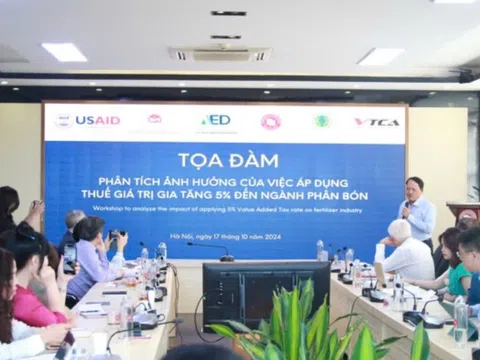 USAID
IED
VTCA
TỌA ĐÀM
PHÂN TÍCH ẢNH HƯỞNG CỦA VIỆC ÁP DỤNG
THUẾ GIÁ TRỊ GIA TĂNG 5% ĐẾN NGÀNH PHÂN BÓN
Workshop to analyze the impact of applying 5% Value Added Tax rate on fertilizer industry
Hà Nội, ngày 17 tháng 10 năm 2024